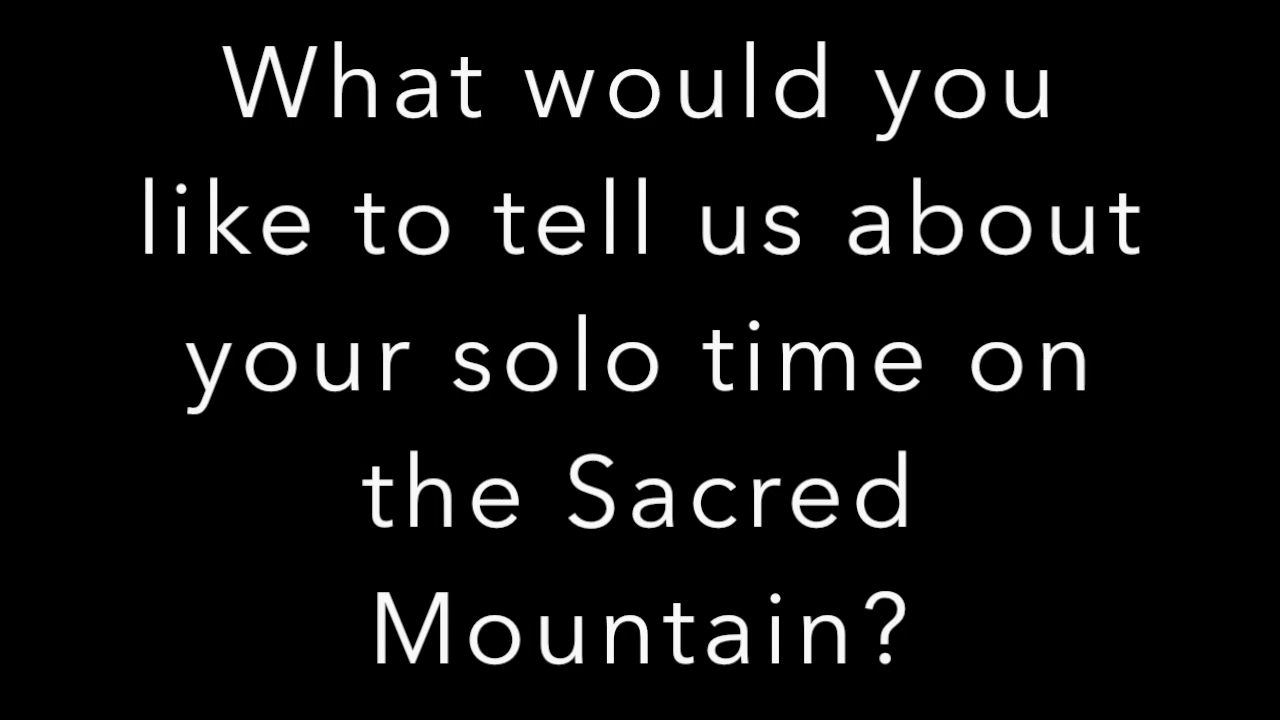 What would you
like to tell us about
your solo time on
the Sacred
Mountain?